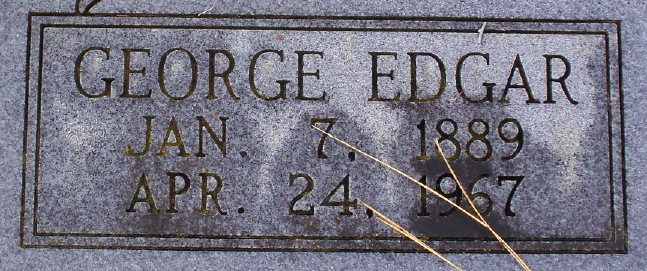 GEORGE EDGAR
JAN. 7, 1889
APR. 24, 1967